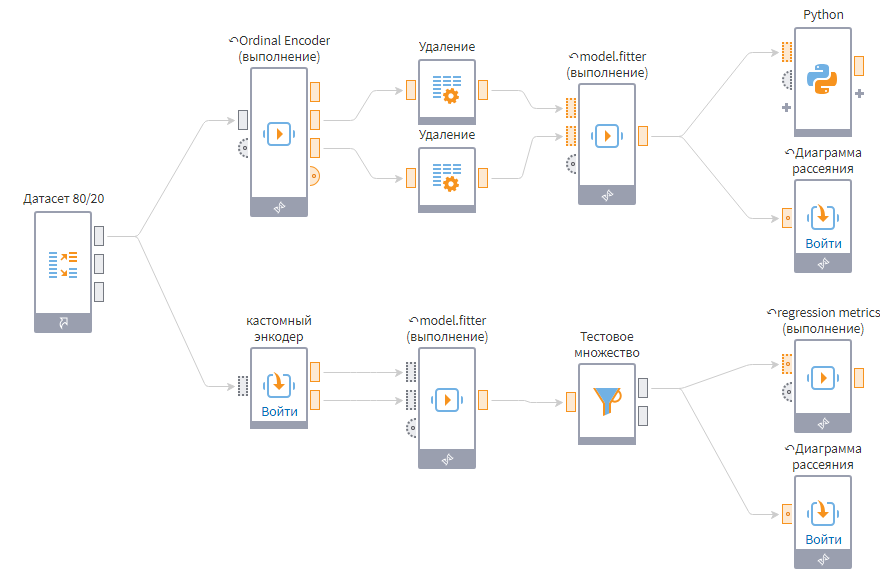 Python
↶Ordinal Encoder
(выполнение)
Удаление
↶model.fitter
(выполнение)
Удаление
↶Диаграмма
рассеяния
Войти
Датасет 80/20
кастомный
энкодер
Войти
↶model.fitter
(выполнение)
Тестовое
множество
↶regression metrics
(выполнение)
↶Диаграмма
рассеяния
Войти